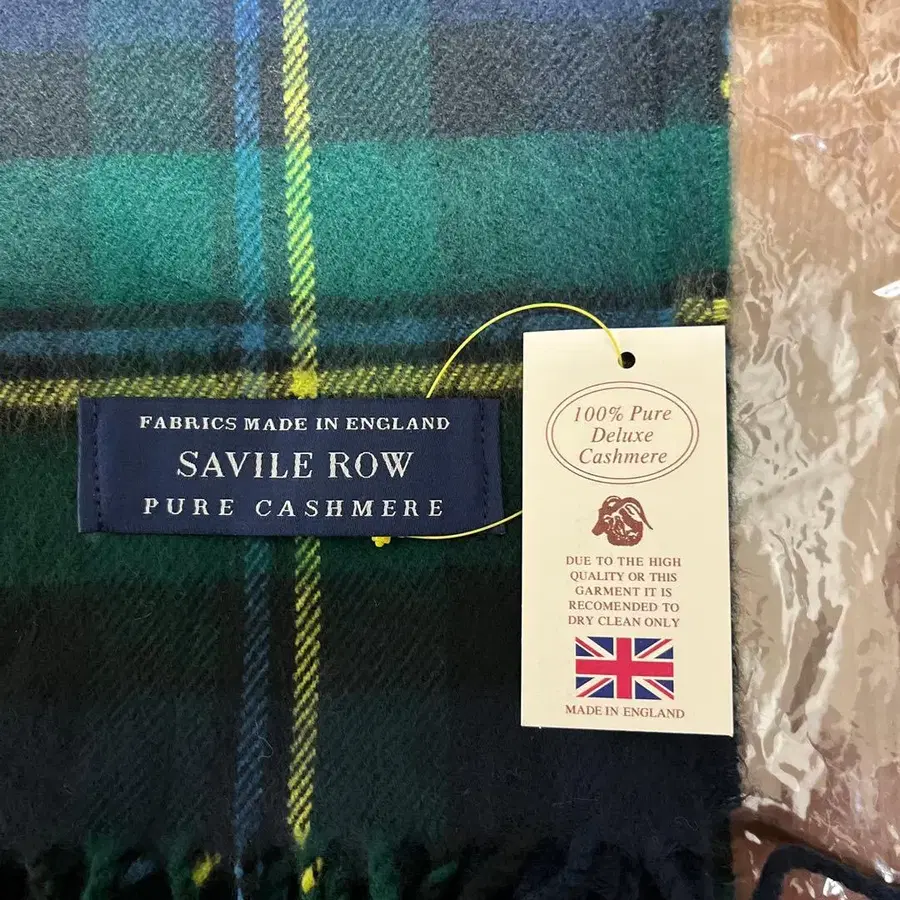 FABRICS MADE IN ENGLAND
SAVILE ROW
PURE CASHMERE
100% Pure
Deluxe
Cashmere
DUE TO THE HIGH
QUALITY OR THIS
GARMENT IT IS
RECOMENDED TO
DRY CLEAN ONLY
MADE IN ENGLAND